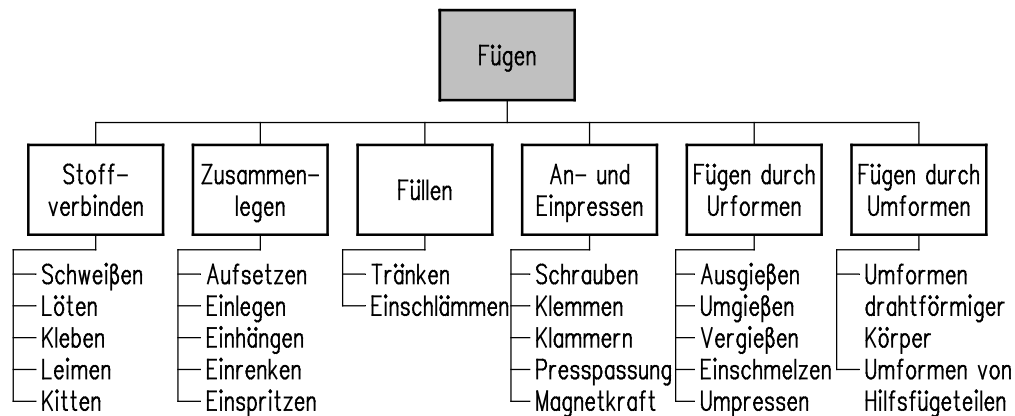 Fügen
Stoff-
verbinden
Schweißen
Löten
Kleben
Leimen
Kitten
Zusammen-
legen
Aufsetzen
Einlegen
Einhängen
Einrenken
Einspritzen
Füllen
Tränken
Einschlämmen
An- und
Einpressen
Schrauben
Klemmen
Klammern
Presspassung
Magnetkraft
Fügen durch
Urformen
Ausgießen
Umgießen
Vergießen
Einschmelzen
Umpressen
Fügen durch
Umformen
Umformen
drahtförmiger
Körper
Umformen von
Hilfsfügeteilen